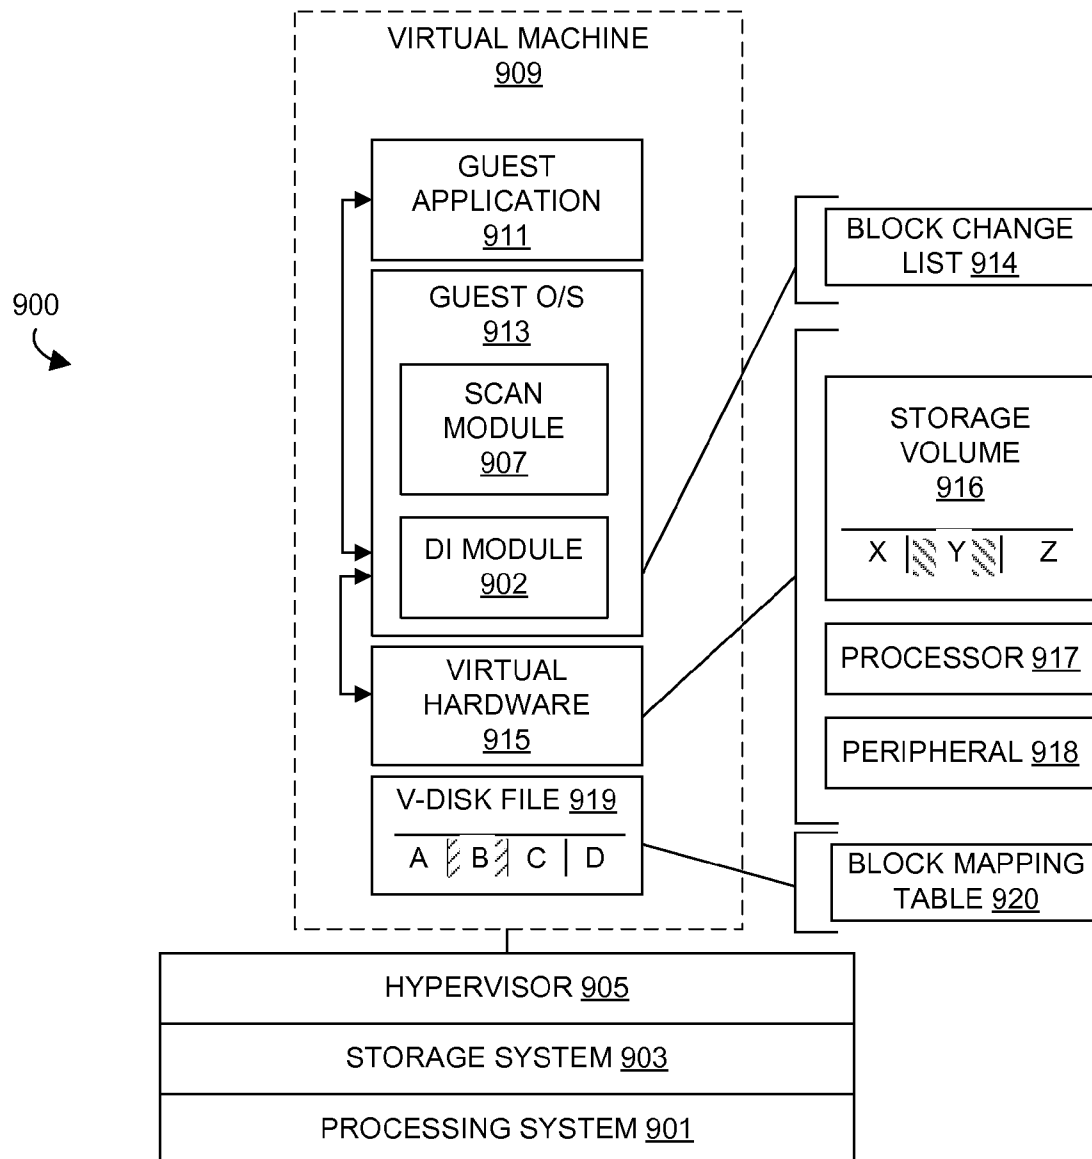 VIRTUAL MACHINE
909
GUEST
APPLICATION
911
GUEST O/S
913
SCAN
MODULE
907
DI MODULE
902
VIRTUAL
HARDWARE
915
V-DISK FILE 919
A B C D
900
BLOCK CHANGE
LIST 914
STORAGE
VOLUME
916
X Y Z
PROCESSOR 917
PERIPHERAL 918
BLOCK MAPPING
TABLE 920
HYPERVISOR 905
STORAGE SYSTEM 903
PROCESSING SYSTEM 901